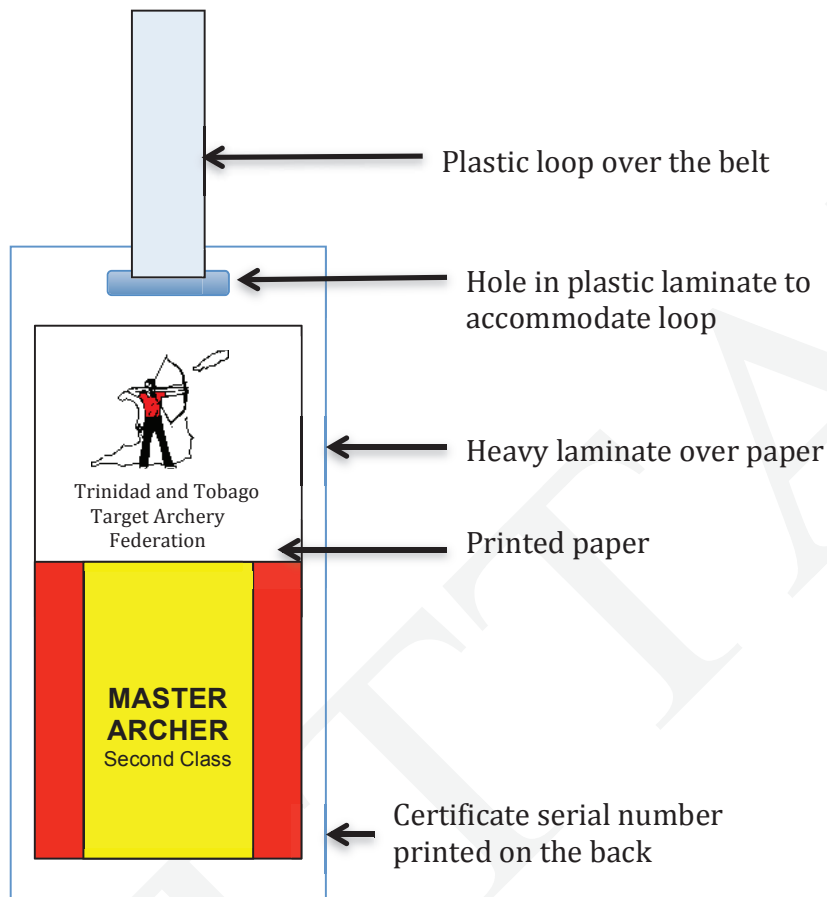 Plastic loop over the belt
Hole in plastic laminate to
accommodate loop
Heavy laminate over paper
Trinidad and Tobago
Target Archery
Federation
Printed paper
MASTER
ARCHER
Second Class
Certificate serial number
printed on the back